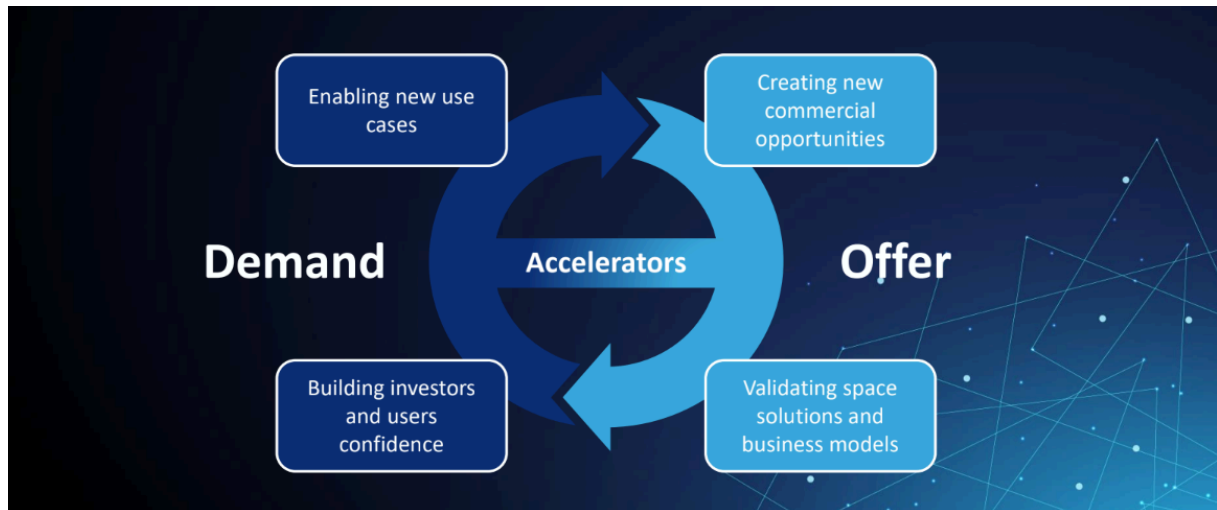 Enabling new use
cases
Creating new
commercial
opportunities
Demand
Accelerators
Offer
Building investors
and users
confidence
Validating space
solutions and
business models